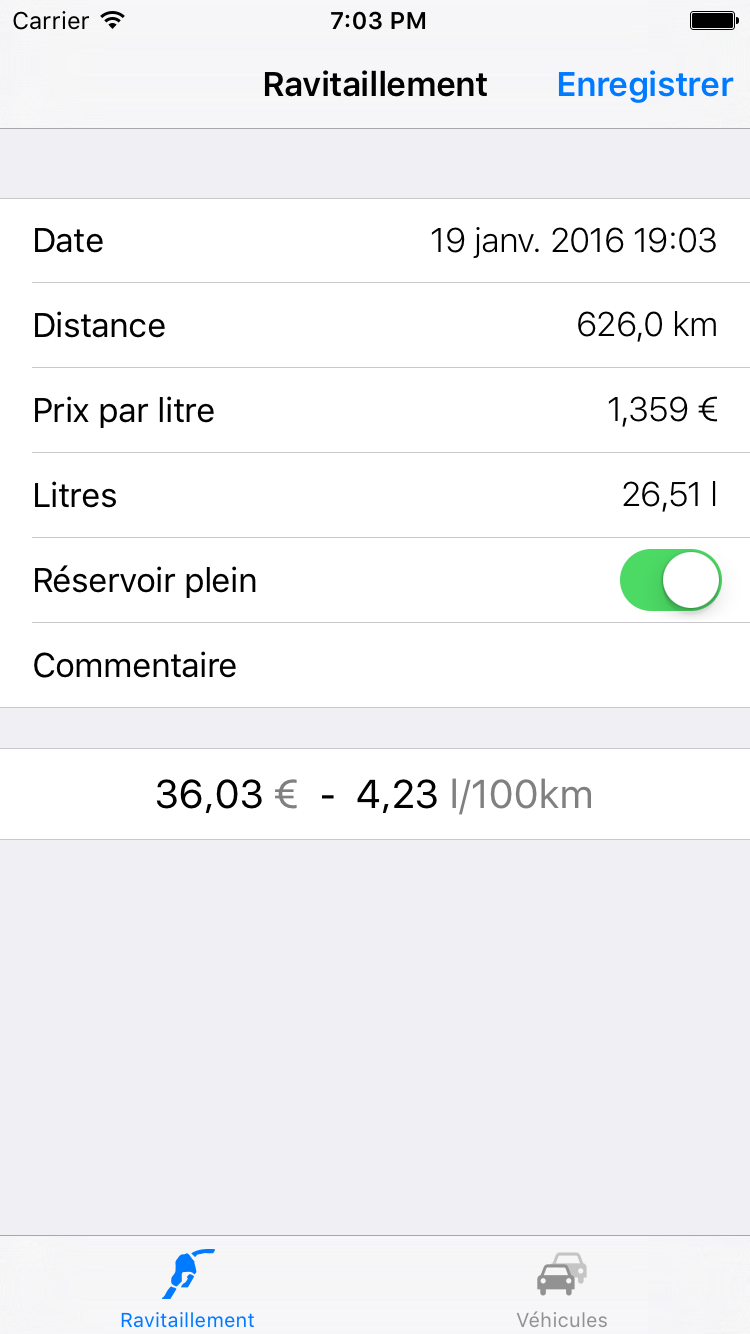 Carrier 7:03 PM
Ravitaillement Enregistrer
Date 19 janv. 2016 19:03
Distance 626,0 km
Prix par litre 1,359 €
Litres 26,51 l
Réservoir plein
Commentaire
36,03 € - 4,23 l/100km
Ravitaillement Véhicules